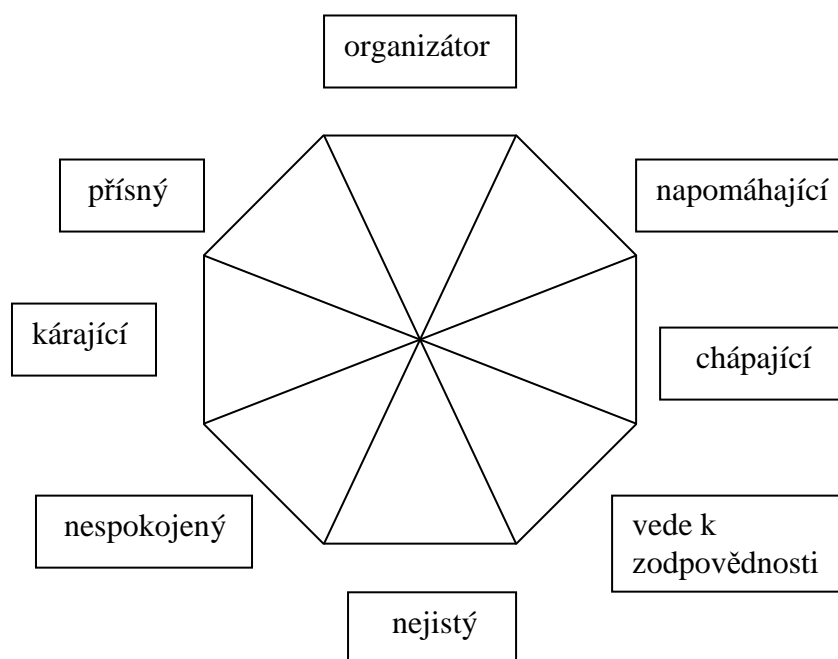 organizátor
přísný
napomáhající
kárající
chápající
nespokojený
vede k
zodpovědnosti
nejistý